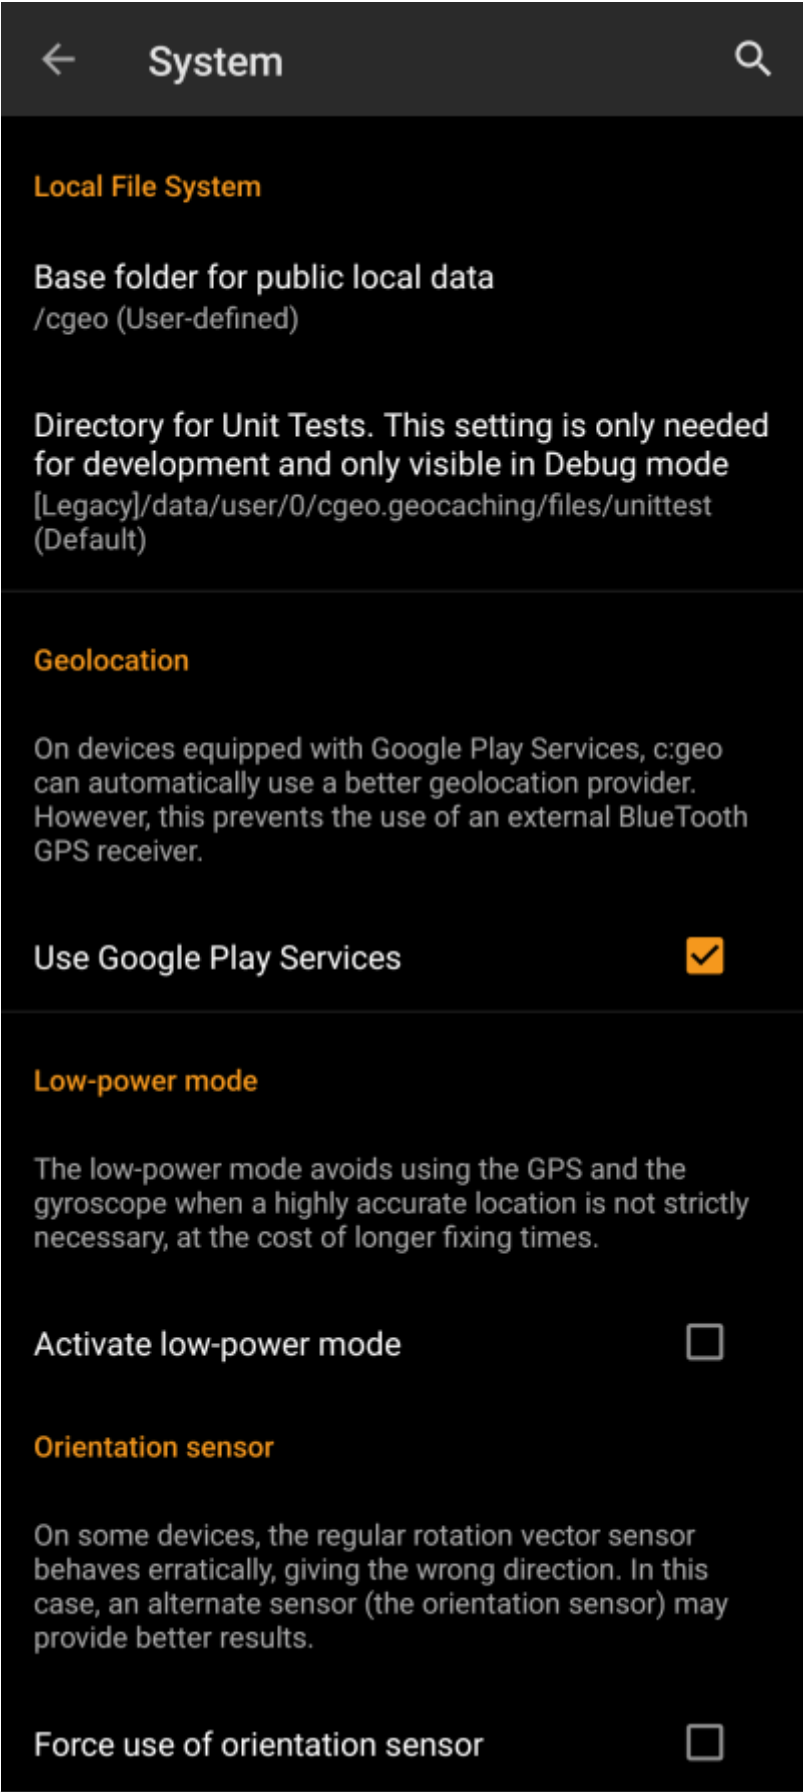 System
Local File System
Base folder for public local data
/cgeo (User-defined)
Directory for Unit Tests. This setting is only needed
for development and only visible in Debug mode
[Legacy]/data/user/0/cgeo.geocaching/files/unittest
(Default)
Geolocation
On devices equipped with Google Play Services, c:geo
can automatically use a better geolocation provider.
However, this prevents the use of an external BlueTooth
GPS receiver.
Use Google Play Services
Low-power mode
The low-power mode avoids using the GPS and the
gyroscope when a highly accurate location is not strictly
necessary, at the cost of longer fixing times.
Activate low-power mode
Orientation sensor
On some devices, the regular rotation vector sensor
behaves erratically, giving the wrong direction. In this
case, an alternate sensor (the orientation sensor) may
provide better results.
Force use of orientation sensor